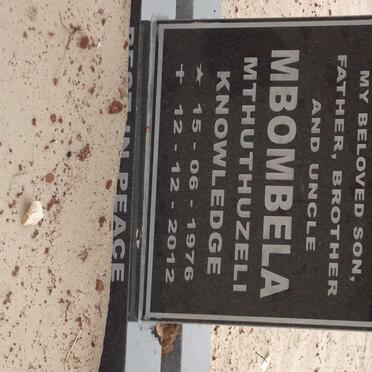 MY BELOVED SON,
FATHER, BROTHER
AND UNCLE
MBOMBELA
MTHUTHUZELI
KNOWLEDGE
★ 15-06-1976
✝ 12-12-2012
REST IN PEACE